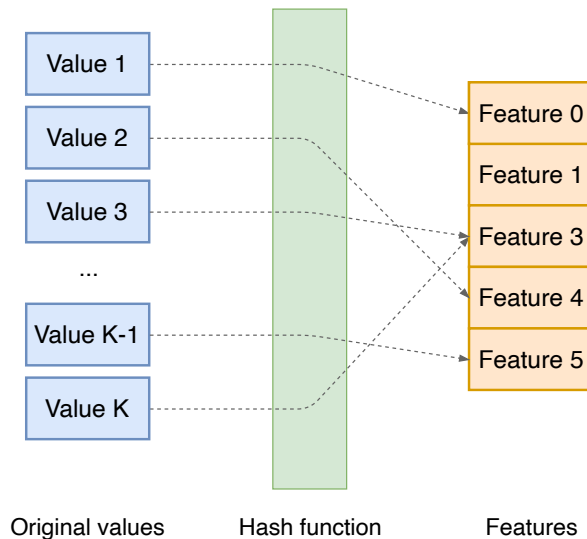 Value 1
Value 2
Value 3
...
Value K-1
Value K
Feature 0
Feature 1
Feature 3
Feature 4
Feature 5
Original values
Hash function
Features